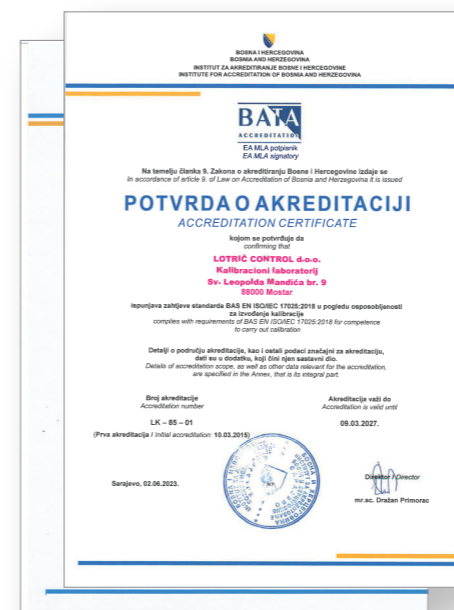 BOSNA I HERCEGOVINA
BOSNIA AND HERZEGOVINA
INSTITUT ZA AKREDITIRANJE BOSNE I HERCEGOVINE
INSTITUTE FOR ACCREDITATION OF BOSNIA AND HERZEGOVINA
BATA
ACCREDITATION
EA MLA potpisnik
EA MLA signatory
Na temelju članka 9. Zakona o akreditiranju Bosne i Hercegovine izdaje se
In accordance of article 9. of Law on Accreditation of Bosnia and Herzegovina it is issued
POTVRDA O AKREDITACIJI
ACCREDITATION CERTIFICATE
kojom se potvrđuje da
confirming that
LOTRIČ CONTROL d.o.o.
Kalibracioni laboratorij
Sv. Leopolda Mandića br. 9
88000 Mostar
ispunjava zahtjeve standarda BAS EN ISO/IEC 17025:2018 u pogledu osposobljenosti
za izvođenje kalibracije
complies with requirements of BAS EN ISO/IEC 17025:2018 for competence
to carry out calibration
Detalji o području akreditacije, kao i ostali podaci značajni za akreditaciju,
dati su u dodatku, koji čini njen sastavni dio.
Details of accreditation scope, as well as other data relevant for the accreditation,
are specified in the Annex, that is its integral part.
Broj akreditacije
Accreditation number
LK – 85 – 01
(Prva akreditacija / Initial accreditation: 10.03.2015)
Akreditacija važi do
Accreditation is valid until
09.03.2027.
Sarajevo, 02.06.2023.
Direktor / Director
mr.sc. Dražan Primorac